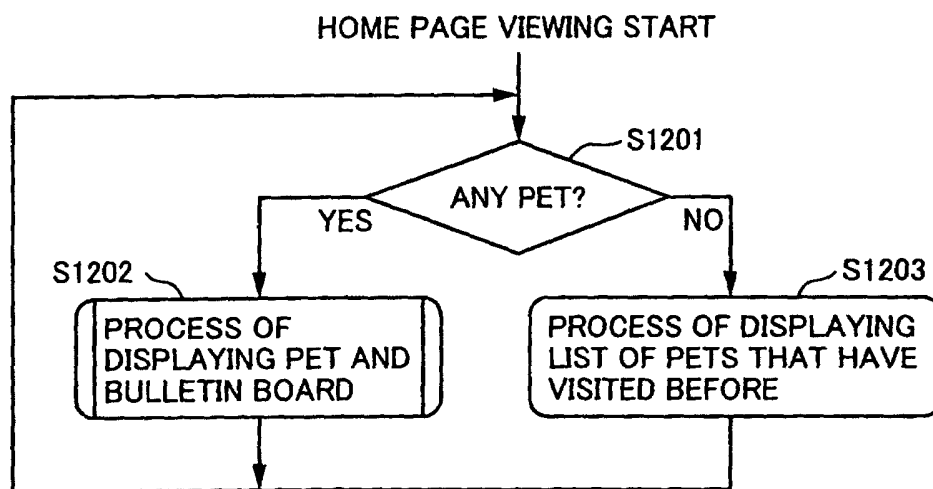 HOME PAGE VIEWING START
S1201
ANY PET?
YES
NO
S1202
S1203
PROCESS OF
DISPLAYING PET AND
BULLETIN BOARD
PROCESS OF DISPLAYING
LIST OF PETS THAT HAVE
VISITED BEFORE